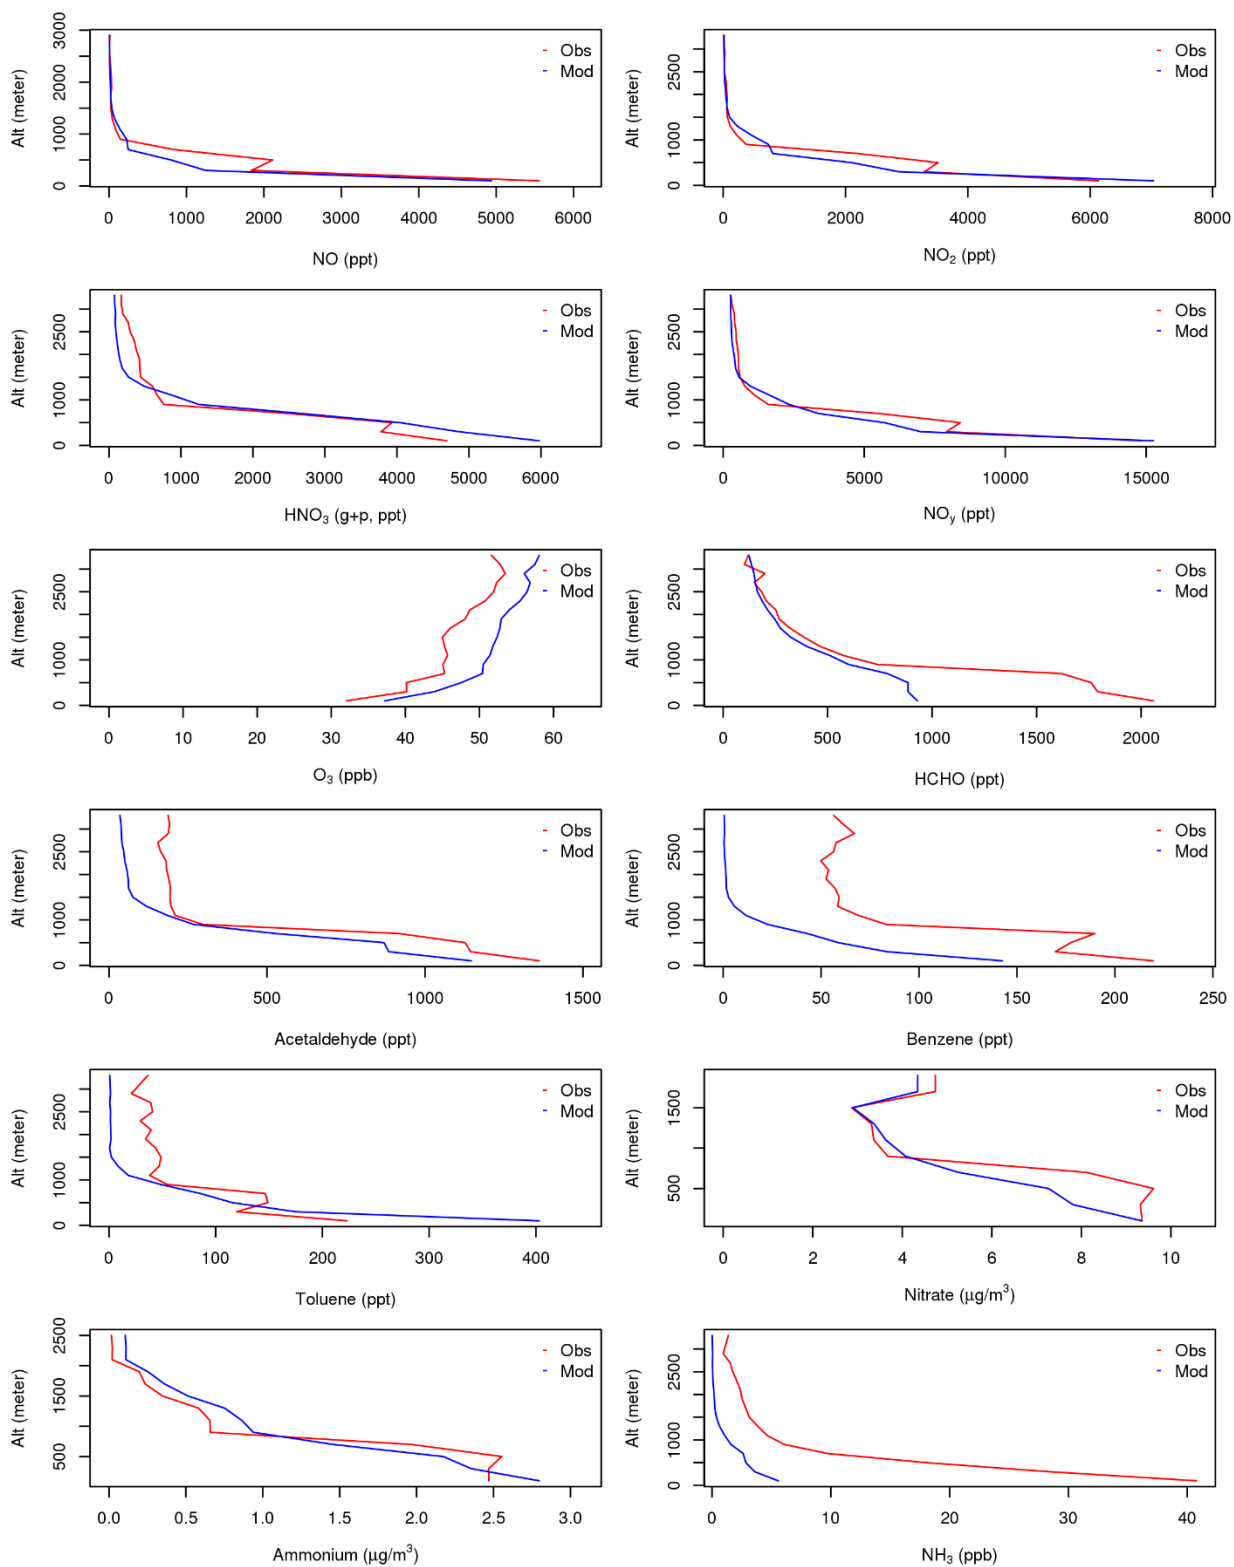 Alt (meter)
3000
2000
1000
0
Obs
Mod
0 1000 2000 3000 4000 5000 6000
NO (ppt)
Alt (meter)
2500
1000
0
Obs
Mod
0 2000 4000 6000 8000
NO₂ (ppt)
Alt (meter)
2500
1000
0
Obs
Mod
0 1000 2000 3000 4000 5000 6000
HNO₃ (g+p, ppt)
Alt (meter)
2500
1000
0
Obs
Mod
0 5000 10000 15000
NOy (ppt)
Alt (meter)
2500
1000
0
Obs
Mod
0 10 20 30 40 50 60
O₃ (ppb)
Alt (meter)
2500
1000
0
Obs
Mod
0 500 1000 1500 2000
HCHO (ppt)
Alt (meter)
2500
1000
0
Obs
Mod
0 500 1000 1500
Acetaldehyde (ppt)
Alt (meter)
2500
1000
0
Obs
Mod
0 50 100 150 200 250
Benzene (ppt)
Alt (meter)
2500
1000
0
Obs
Mod
0 100 200 300 400
Toluene (ppt)
Alt (meter)
1500
500
Obs
Mod
0 2 4 6 8 10
Nitrate (μg/m³)
Alt (meter)
2500
1500
500
Obs
Mod
0.0 0.5 1.0 1.5 2.0 2.5 3.0
Ammonium (μg/m³)
Alt (meter)
2500
1000
0
Obs
Mod
0 10 20 30 40
NH₃ (ppb)